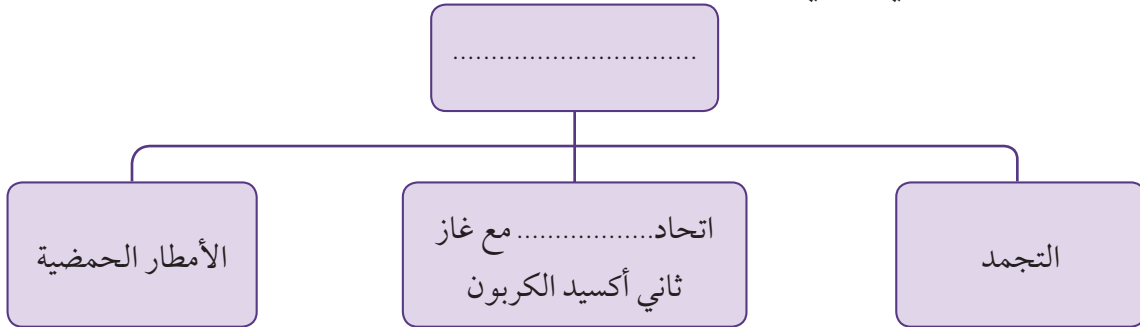 ..............................
التجمد
اتحاد.................. مع غاز
ثاني أكسيد الكربون
الأمطار الحمضية